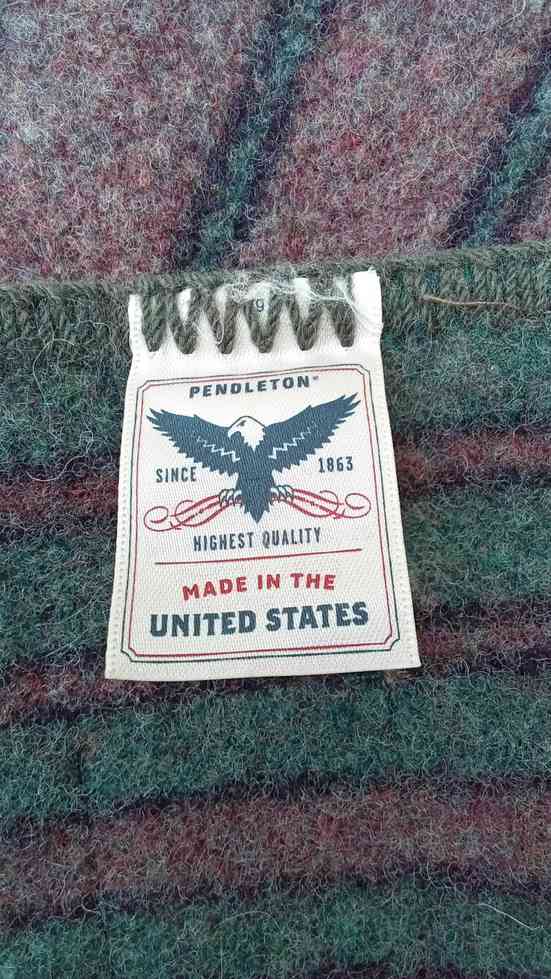 PENDLETON®
SINCE 1863
HIGHEST QUALITY
MADE IN THE
UNITED STATES